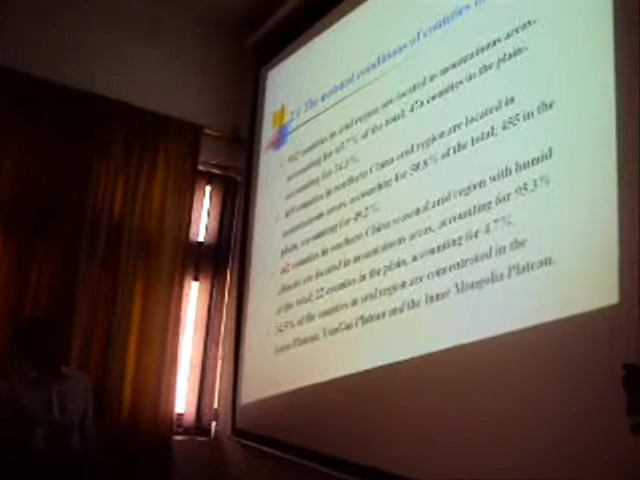 2.1 The natural conditions of counties in
counties in arid region are located in mountainous areas,
accounting for of the total; 476 counties in the plain,
accounting for
counties in northern China arid region are located in
mountainous areas, accounting for 50.8% of the total; 455 in the
plain, accounting for 49.2%.
462 counties in southern China seasonal arid region with humid
climate are located in mountainous areas, accounting for 95.3%
of the total; 22 counties in the plain, accounting for 4.7%.
of the counties in arid region are concentrated in the
Loess Plateau, YunGui Plateau and the Inner Mongolia Plateau.